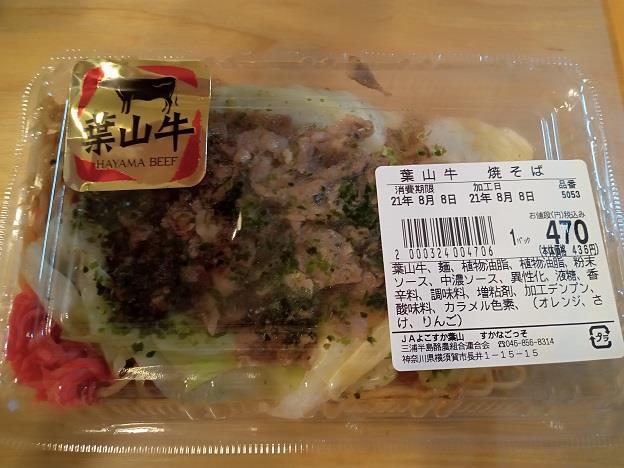 葉山牛
HAYAMA BEEF
葉山牛　焼そば
消費期限　加工日　品番
21年 8月 8日 21年 8月 8日　5053
お値段(円)税込み
1パック 470
(本体価格 436円)
2 000324 004706
葉山牛、麺、植物油脂、植物油脂、粉末
ソース、中濃ソース、異性化、液糖、香
辛料、調味料、増粘剤、加工デンプン、
酸味料、カラメル色素、（オレンジ、さ
け、りんご）
JAよこすか葉山　すかなごっそ
三浦半島酪農組合連合会 ☎046-856-8314
神奈川県横須賀市長井1-15-15